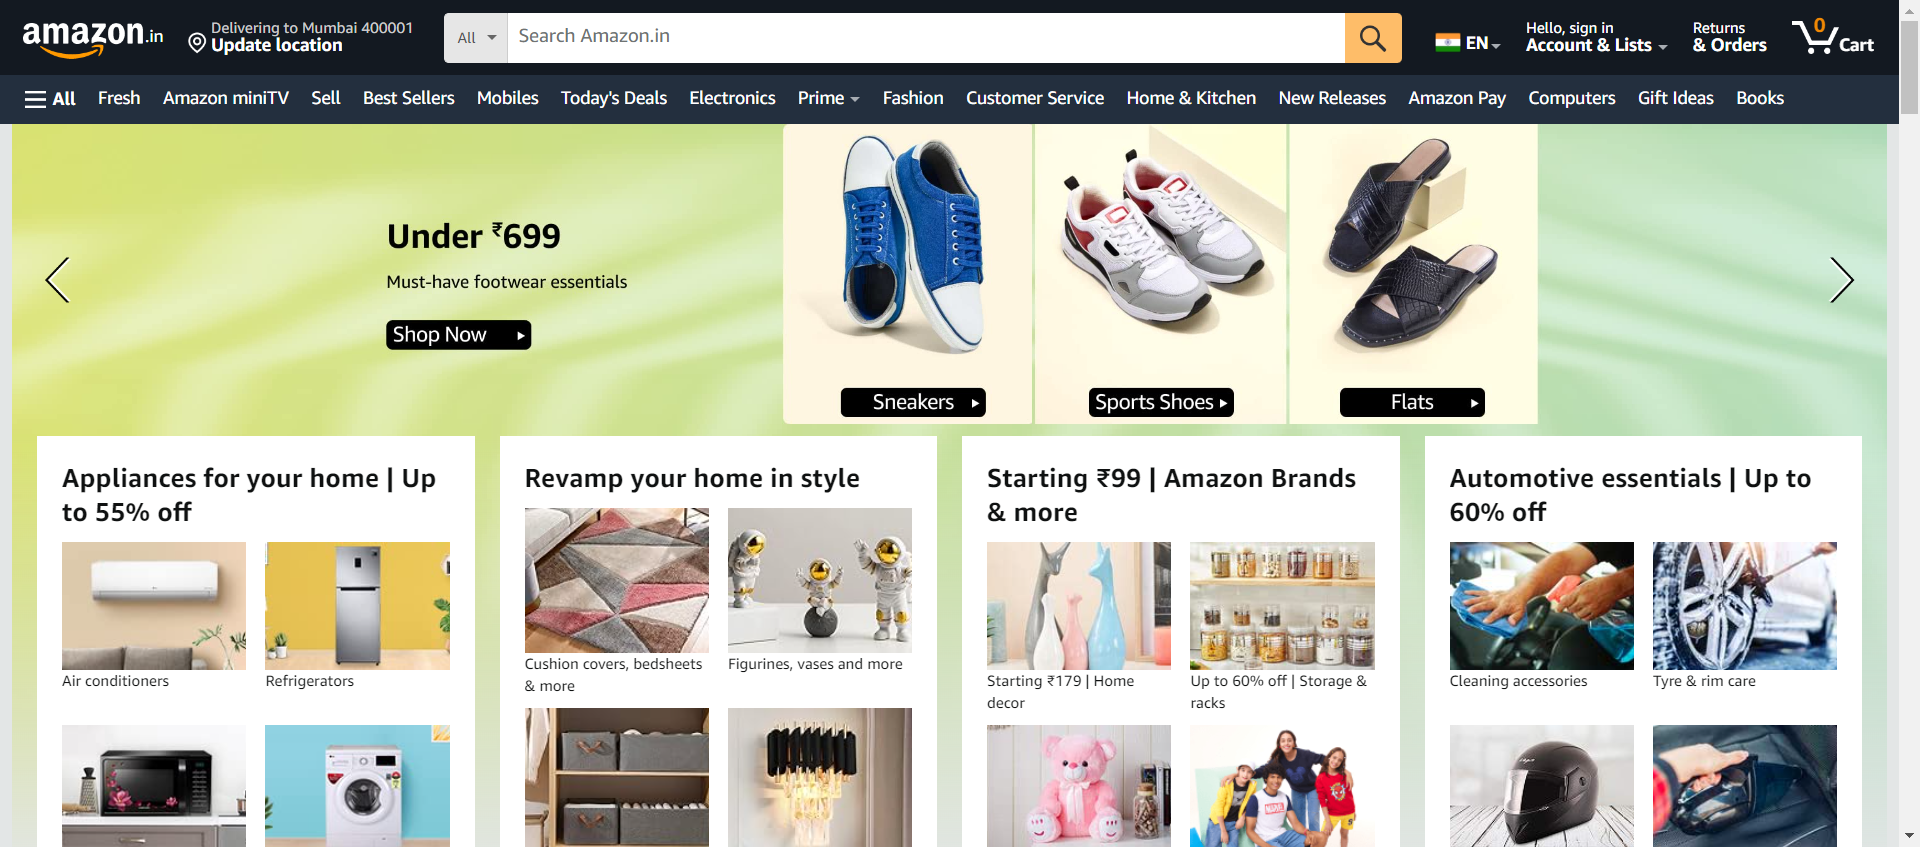 amazon.in
Delivering to Mumbai 400001
Update location
All
Search Amazon.in
EN
Hello, sign in
Account & Lists
Returns
& Orders
0
Cart
All Fresh Amazon miniTV Sell Best Sellers Mobiles Today's Deals Electronics Prime Fashion Customer Service Home & Kitchen New Releases Amazon Pay Computers Gift Ideas Books
Under ₹699
Must-have footwear essentials
Shop Now
Sneakers
Sports Shoes
Flats
Appliances for your home | Up
to 55% off
Air conditioners
Refrigerators
Revamp your home in style
Cushion covers, bedsheets
& more
Figurines, vases and more
Starting ₹99 | Amazon Brands
& more
Starting ₹179 | Home
decor
Up to 60% off | Storage &
racks
MARVEL
Automotive essentials | Up to
60% off
Cleaning accessories
Tyre & rim care